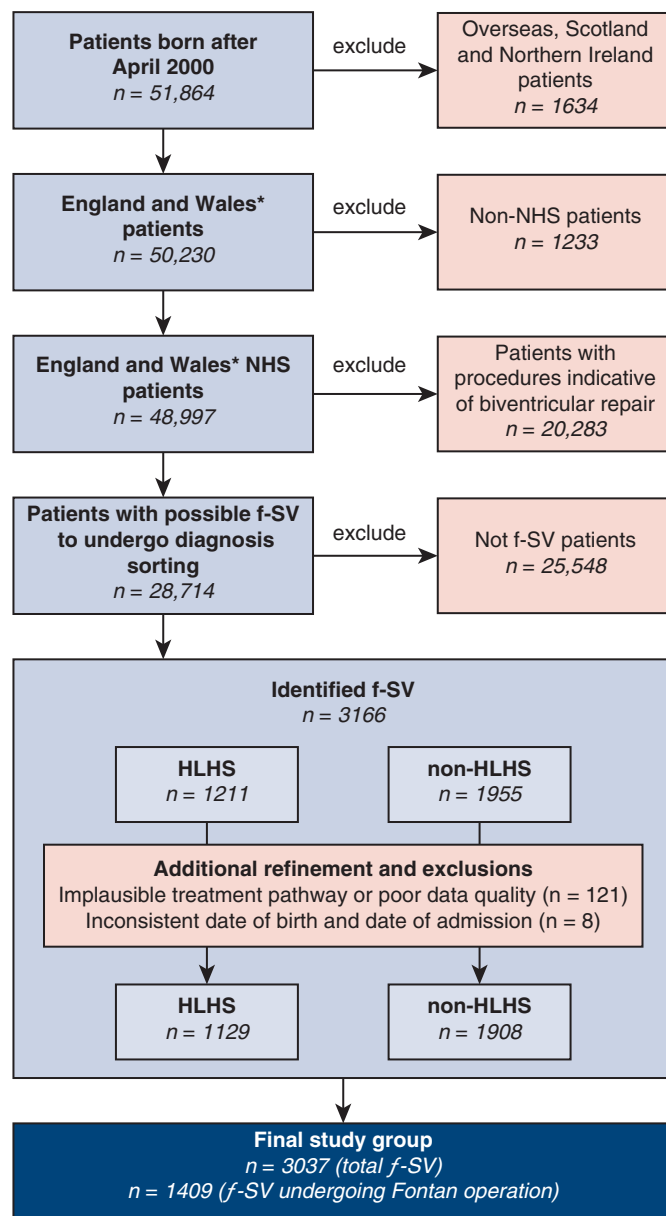 Patients born after
April 2000
n = 51,864
exclude
Overseas, Scotland
and Northern Ireland
patients
n = 1634
England and Wales*
patients
n = 50,230
exclude
Non-NHS patients
n = 1233
England and Wales* NHS
patients
n = 48,997
exclude
Patients with
procedures indicative
of biventricular repair
n = 20,283
Patients with possible f-SV
to undergo diagnosis
sorting
n = 28,714
exclude
Not f-SV patients
n = 25,548
Identified f-SV
n = 3166
HLHS
n = 1211
non-HLHS
n = 1955
Additional refinement and exclusions
Implausible treatment pathway or poor data quality (n = 121)
Inconsistent date of birth and date of admission (n = 8)
HLHS
n = 1129
non-HLHS
n = 1908
Final study group
n = 3037 (total ƒ-SV)
n = 1409 (ƒ-SV undergoing Fontan operation)